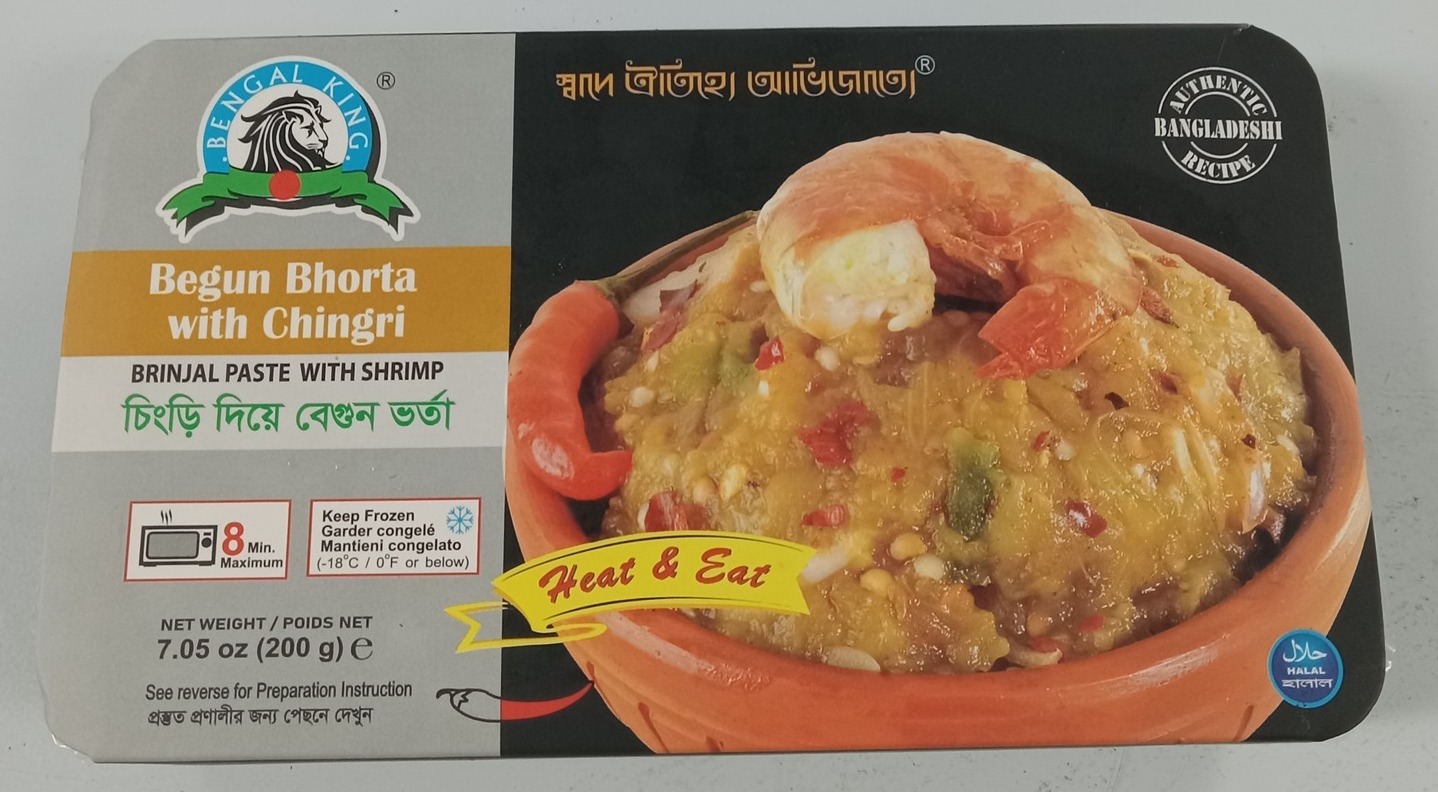 BENGAL KING
®
Begun Bhorta
with Chingri
BRINJAL PASTE WITH SHRIMP
চিংড়ি দিয়ে বেগুন ভর্তা
8 Min.
Maximum
Keep Frozen
Garder congelé
Mantieni congelato
(-18°C / 0°F or below)
NET WEIGHT / POIDS NET
7.05 oz (200 g) e
See reverse for Preparation Instruction
প্রস্তুত প্রণালীর জন্য পেছনে দেখুন
স্বাদে ঐতিহ্যে আভিজাত্যে®
AUTHENTIC
BANGLADESHI
RECIPE
Heat & Eat
حلال
HALAL
হালাল